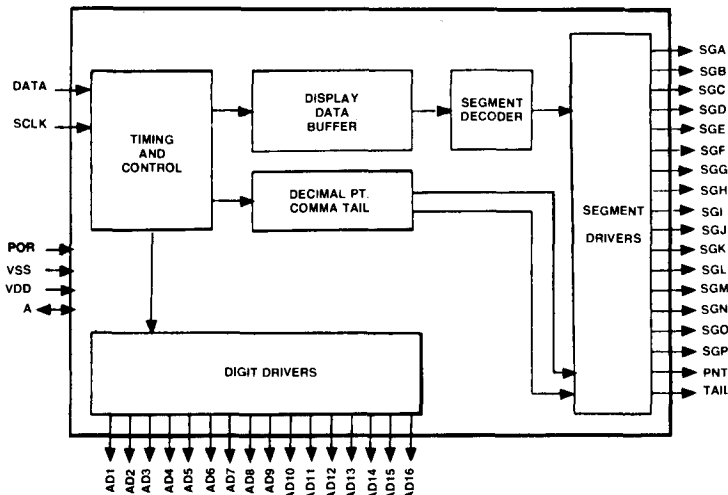 DATA
SCLK
POR
VSS
VDD
A
TIMING
AND
CONTROL
DISPLAY
DATA
BUFFER
SEGMENT
DECODER
DECIMAL PT.
COMMA TAIL
DIGIT DRIVERS
SEGMENT
DRIVERS
SGA
SGB
SGC
SGD
SGE
SGF
SGG
SGH
SGI
SGJ
SGK
SGL
SGM
SGN
SGO
SGP
PNT
TAIL
AD1
AD2
AD3
AD4
AD5
AD6
AD7
AD8
AD9
AD10
AD11
AD12
AD13
AD14
AD15
AD16